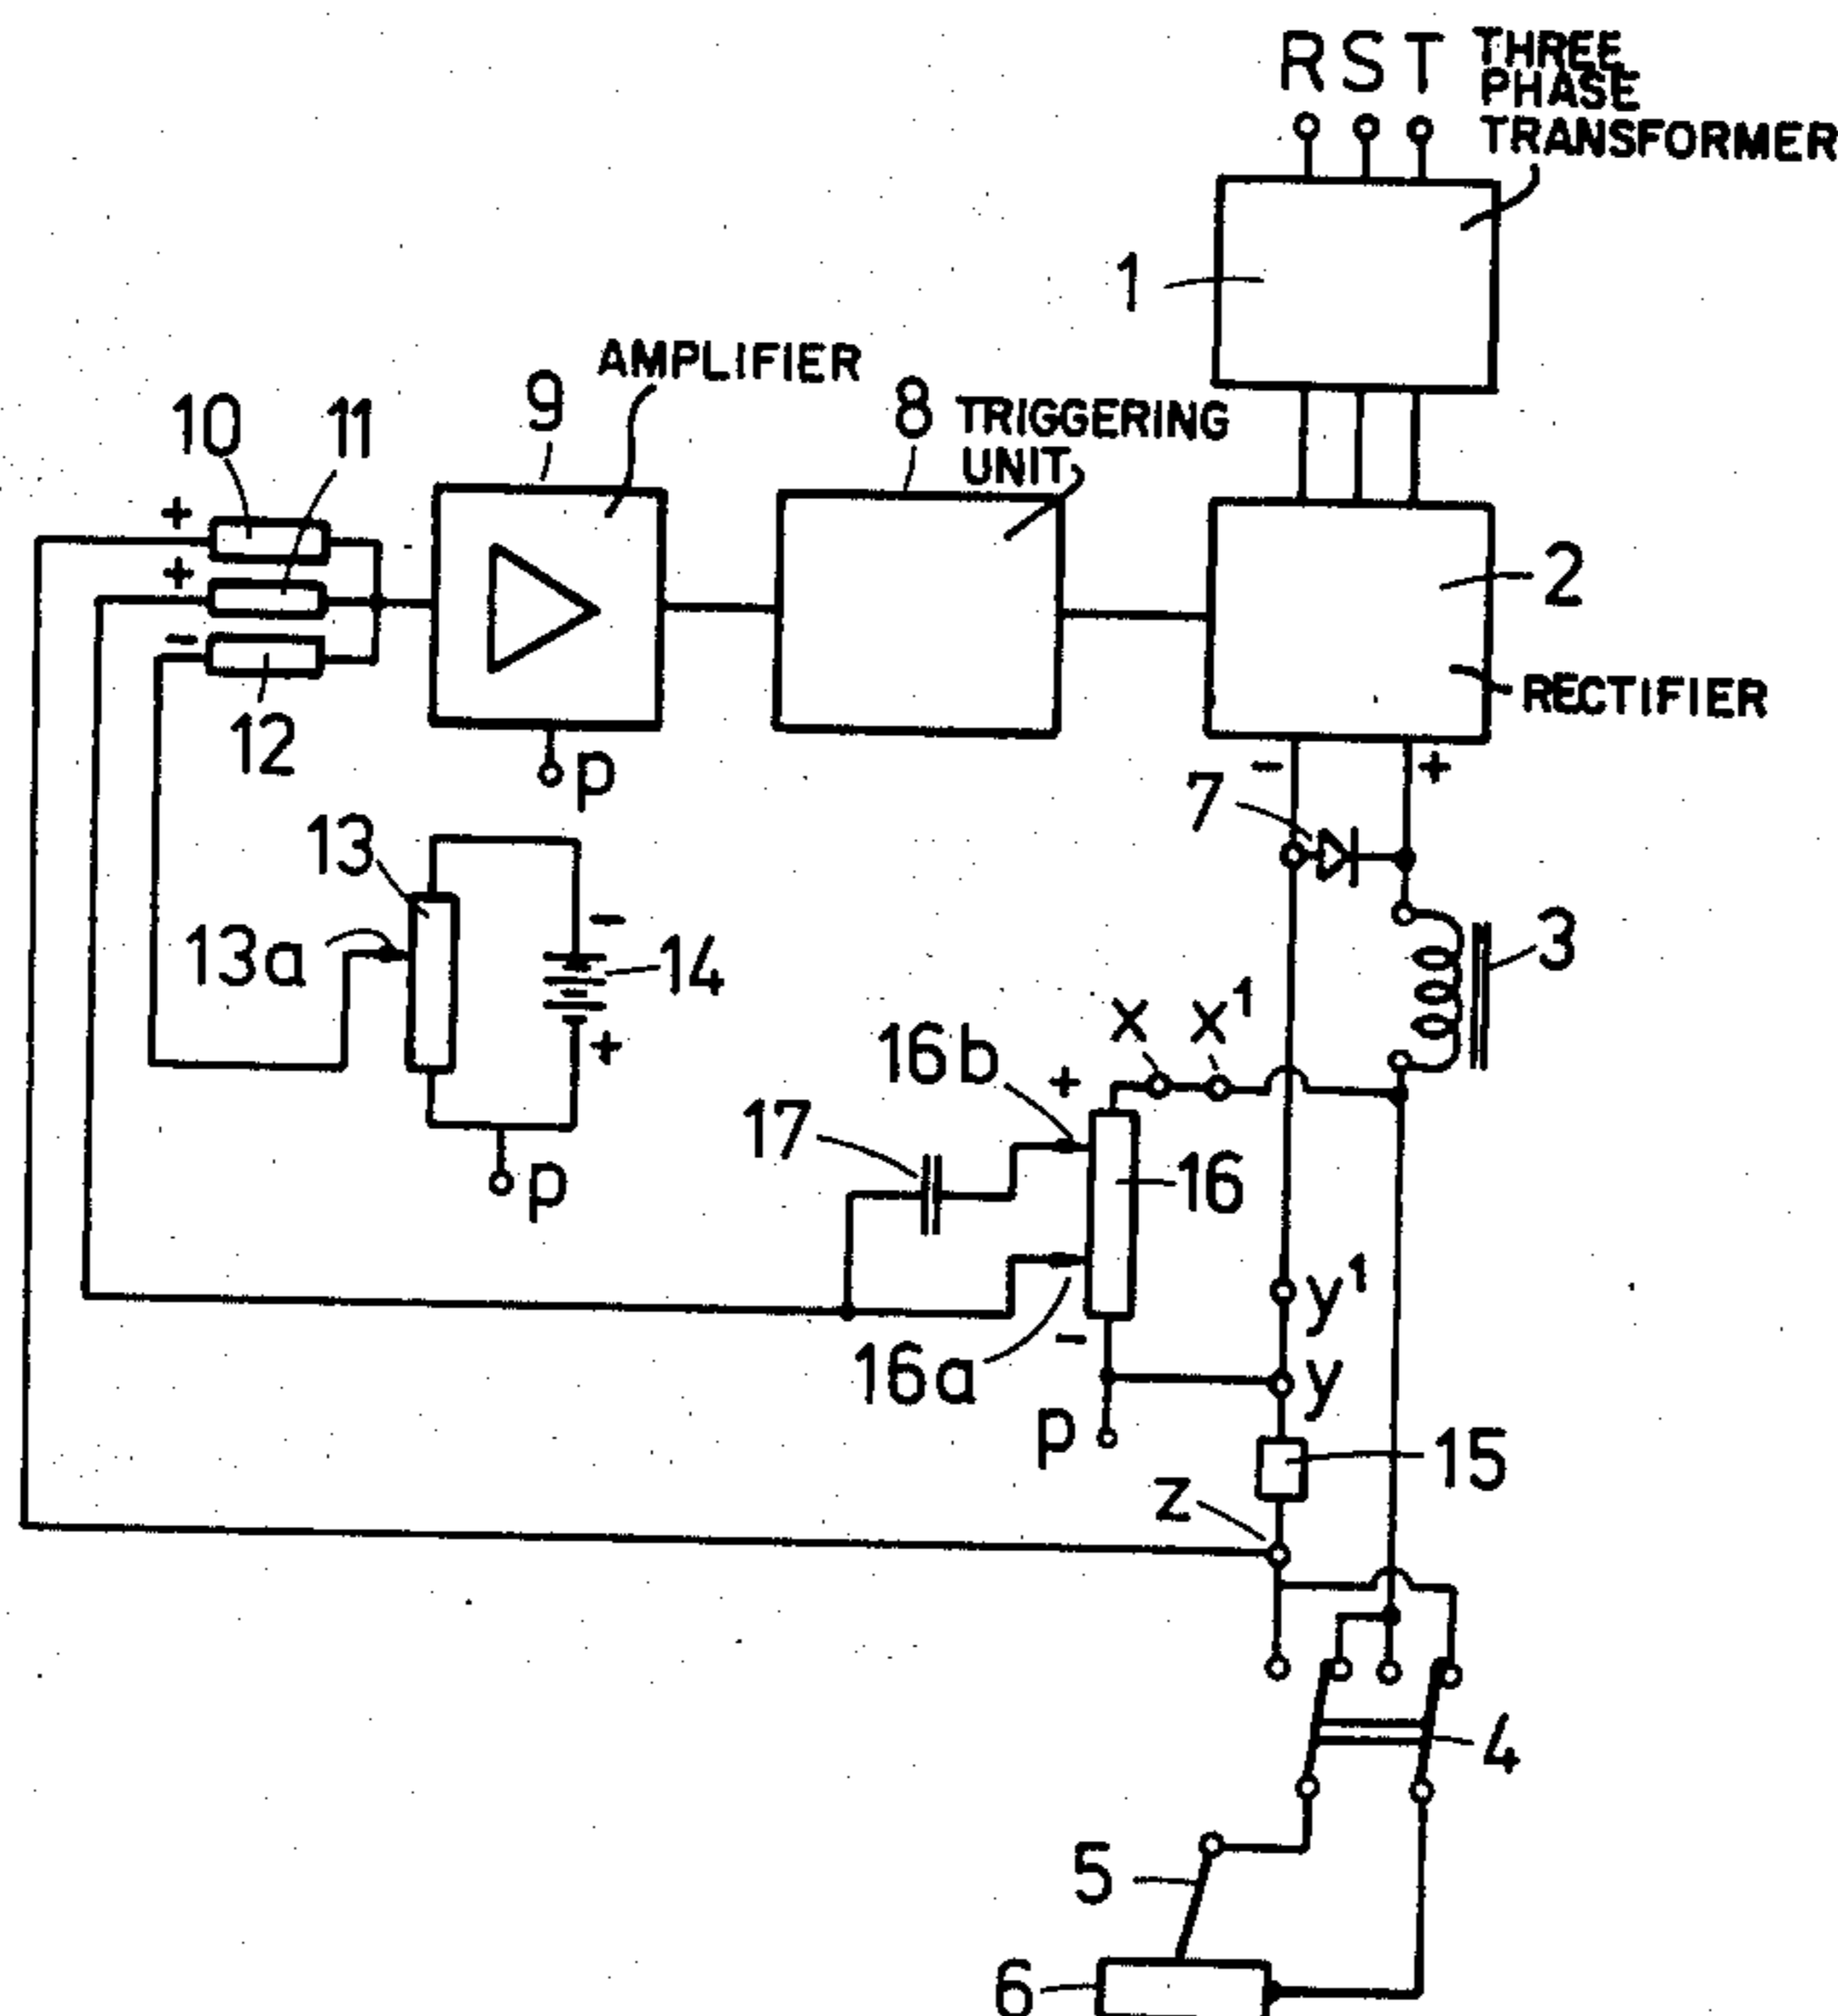 R S T THREE
PHASE
TRANSFORMER
1
AMPLIFIER
9
8 TRIGGERING
UNIT
10
11
+
+
-
12
2
RECTIFIER
p
- +
7
13
13a
-
14
+
3
x x1
16b
+
17
16
p
y1
16a
-
y
p
15
z
4
5
6